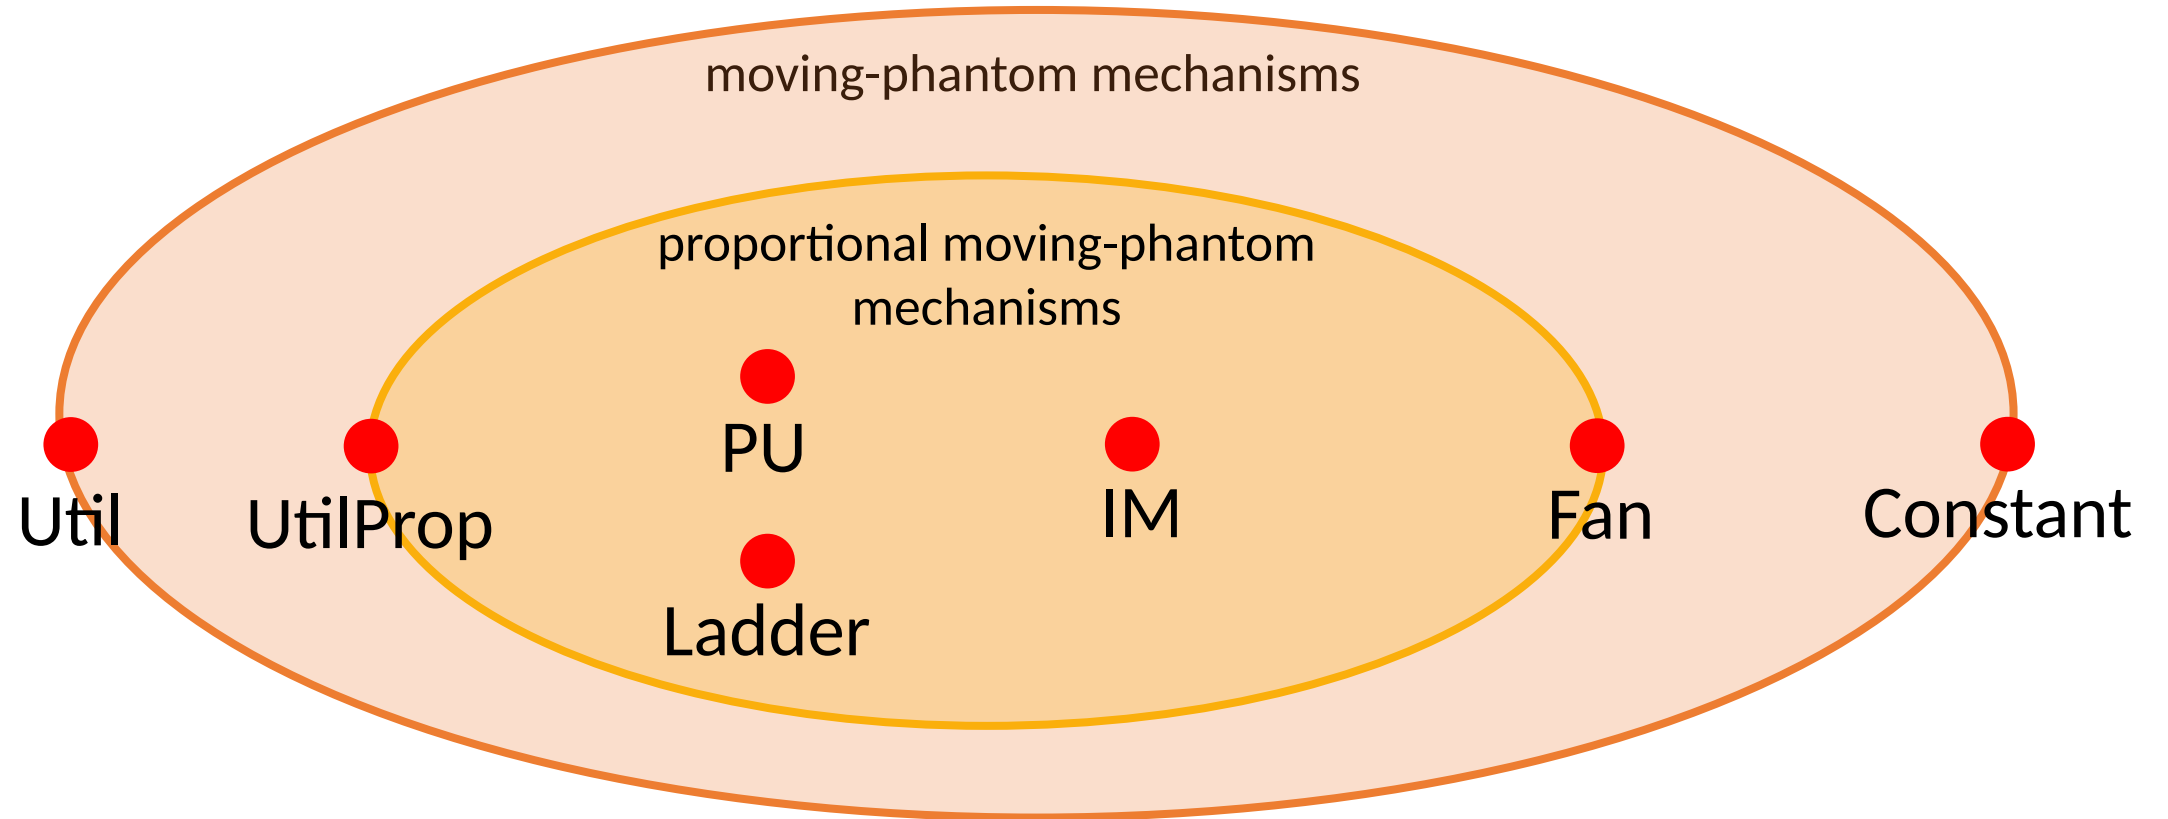 moving-phantom mechanisms
proportional moving-phantom
mechanisms
PU
IM
Util
UtilProp
Fan
Constant
Ladder